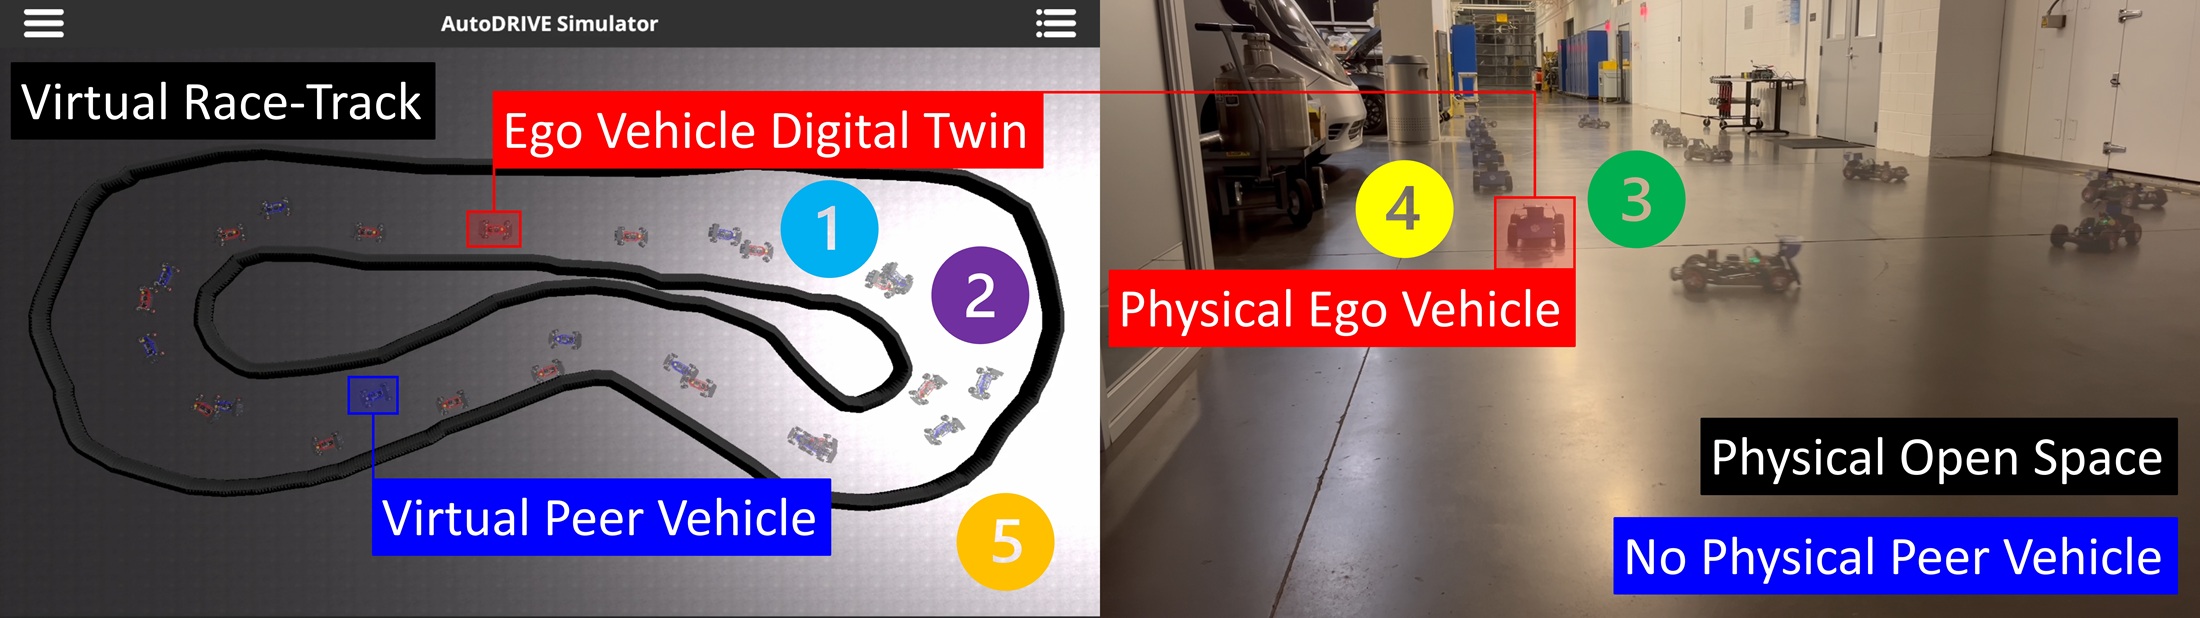 AutoDRIVE Simulator
Virtual Race-Track
Ego Vehicle Digital Twin
1
2
Virtual Peer Vehicle
5
4
3
Physical Ego Vehicle
Physical Open Space
No Physical Peer Vehicle